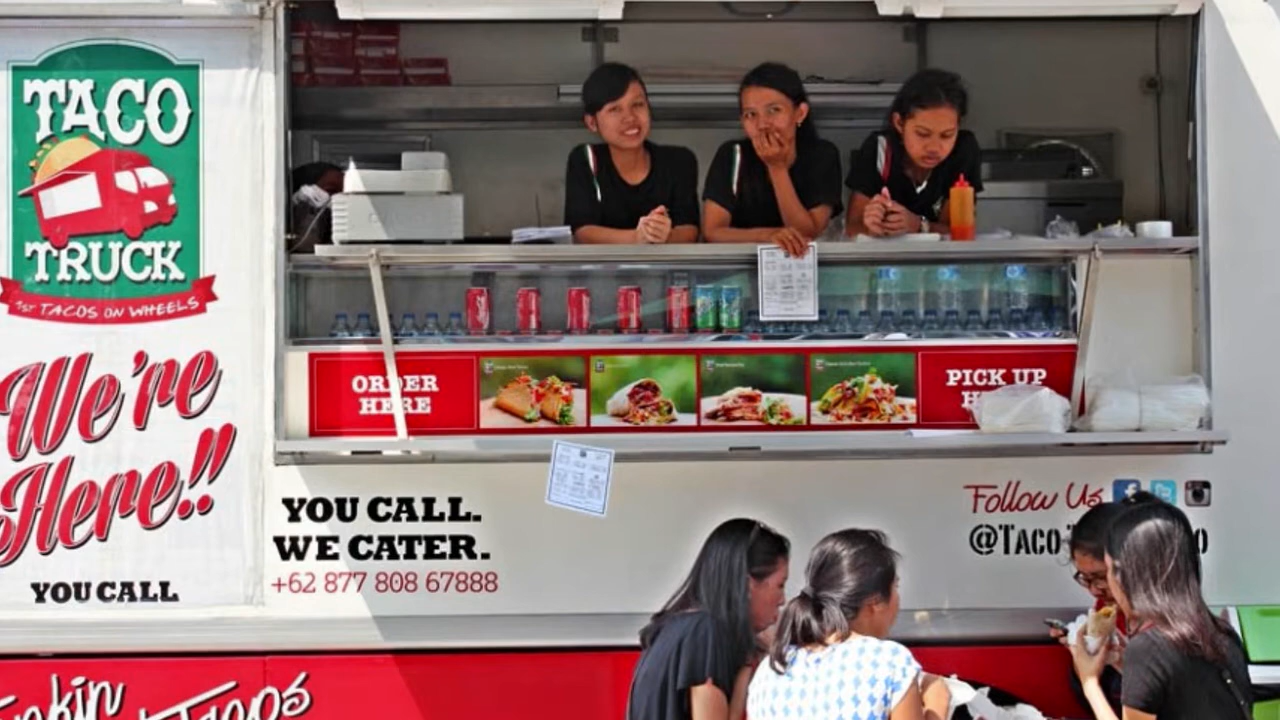 TACO
TRUCK
1ST TACOS ON WHEELS
We're
Here!!
YOU CALL
ORDER
HERE
PICK UP
YOU CALL.
WE CATER.
+62 877 808 67888
Follow Us
@TACO